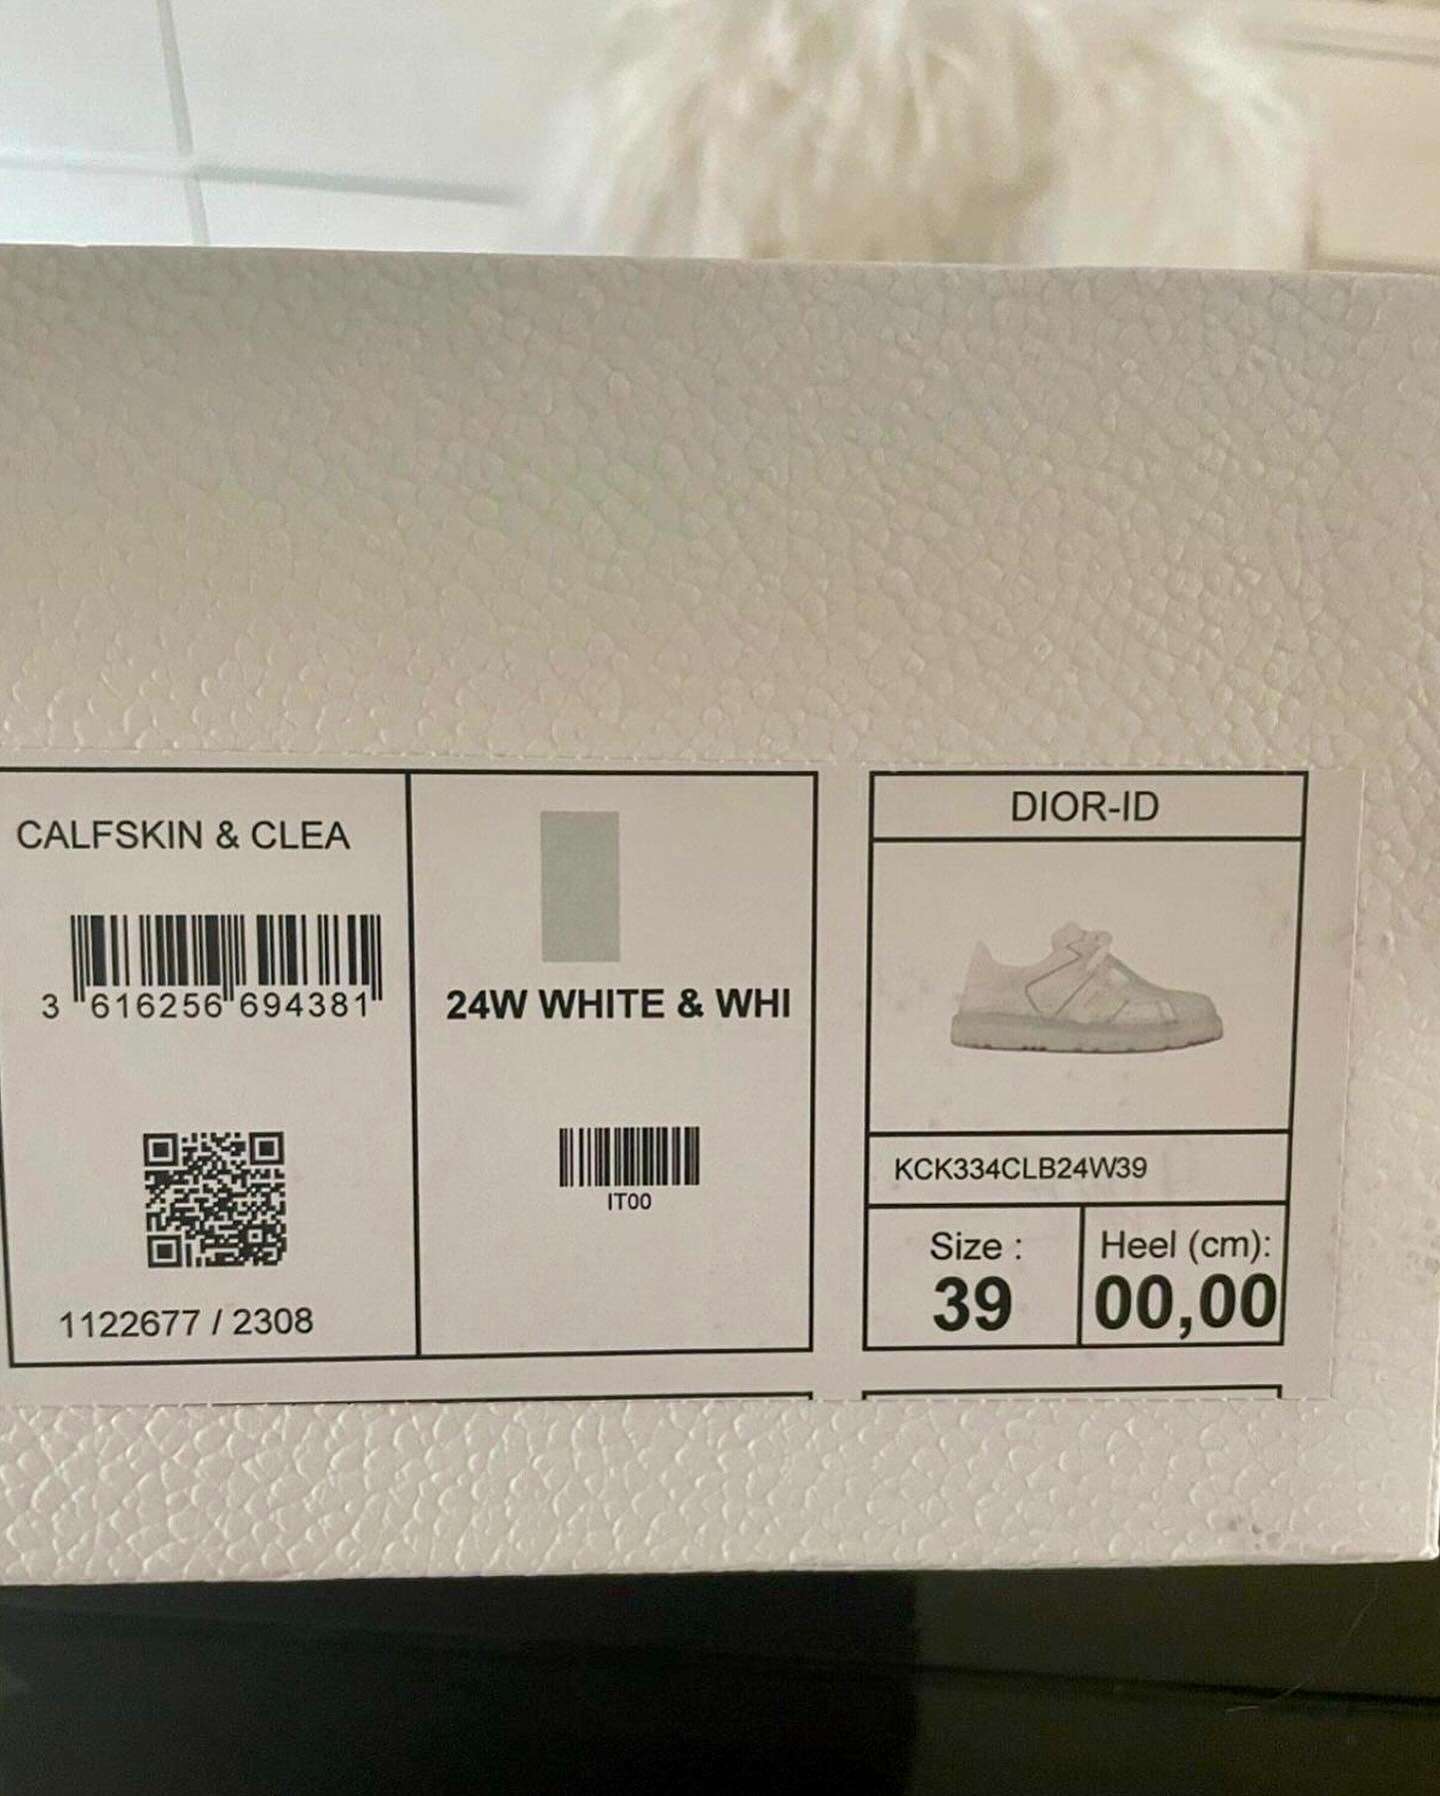 CALFSKIN & CLEA
3 616256 694381
1122677 / 2308
24W WHITE & WHI
IT00
DIOR-ID
KCK334CLB24W39
Size :
39
Heel (cm):
00,00